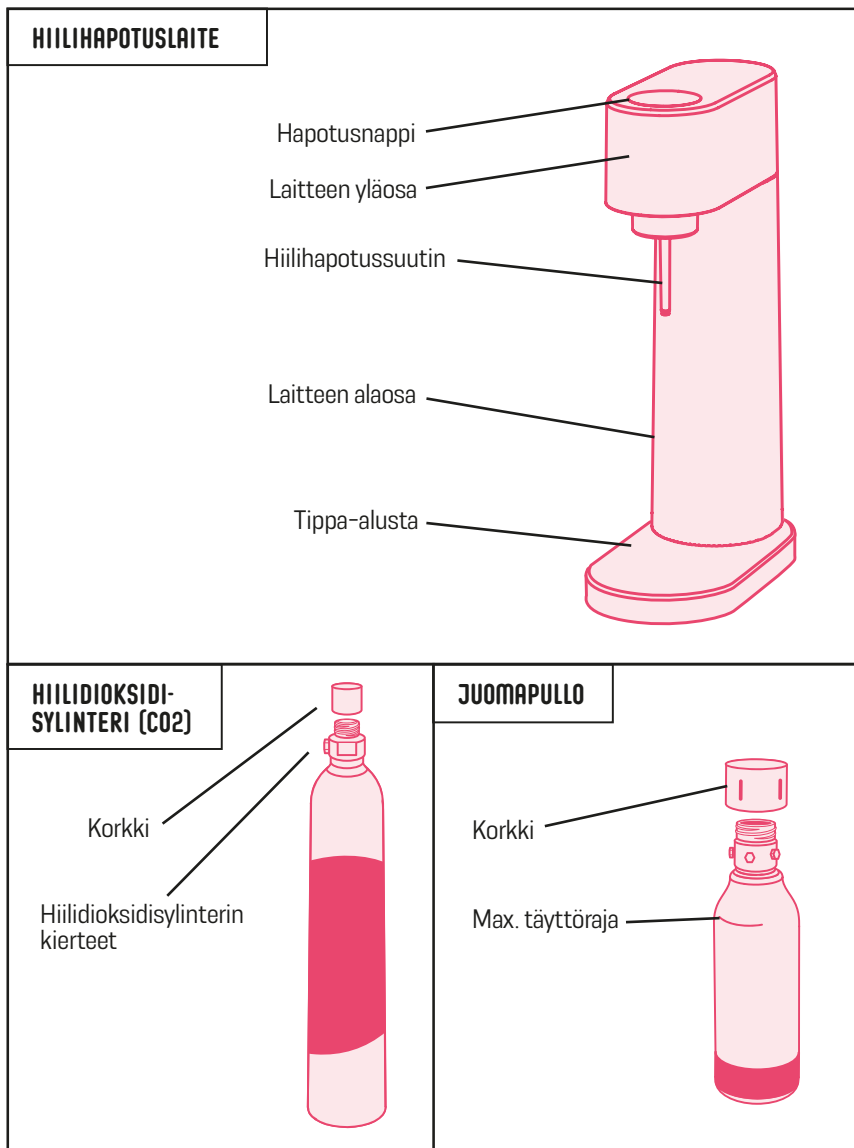 HIILIHAPOTUSLAITE
Hapotusnappi
Laitteen yläosa
Hiilihapotussuutin
Laitteen alaosa
Tippa-alusta
HIILIDIOKSIDI-
SYLINTERI (CO2)
Korkki
Hiilidioksidisylinterin
kierteet
JUOMAPULLO
Korkki
Max. täyttöraja